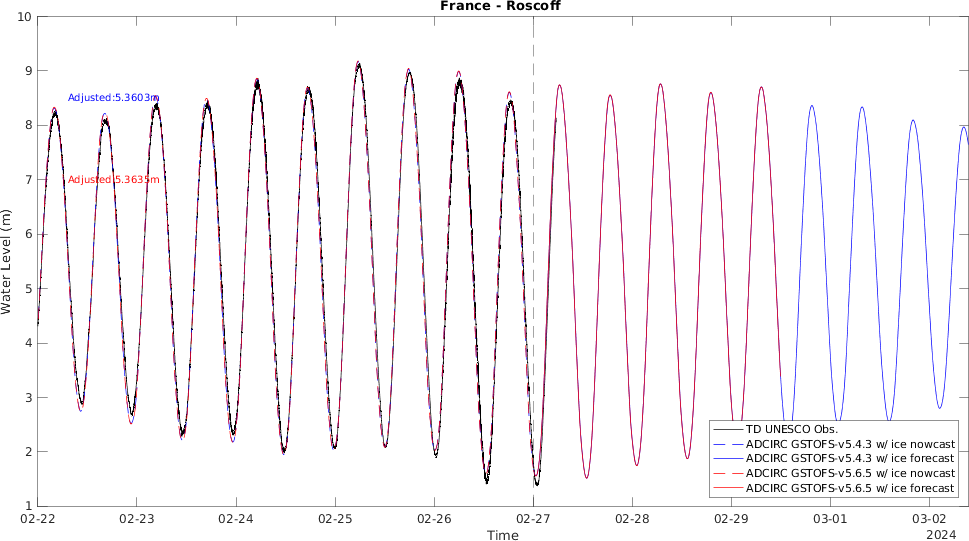 France - Roscoff
10
9
8
7
6
5
4
3
2
1
Water Level (m)
Adjusted:5.3603m
Adjusted:5.3635m
TD UNESCO Obs.
ADCIRC GSTOFS-v5.4.3 w/ ice nowcast
ADCIRC GSTOFS-v5.4.3 w/ ice forecast
ADCIRC GSTOFS-v5.6.5 w/ ice nowcast
ADCIRC GSTOFS-v5.6.5 w/ ice forecast
02-22 02-23 02-24 02-25 02-26 02-27 02-28 02-29 03-01 03-02
Time
2024